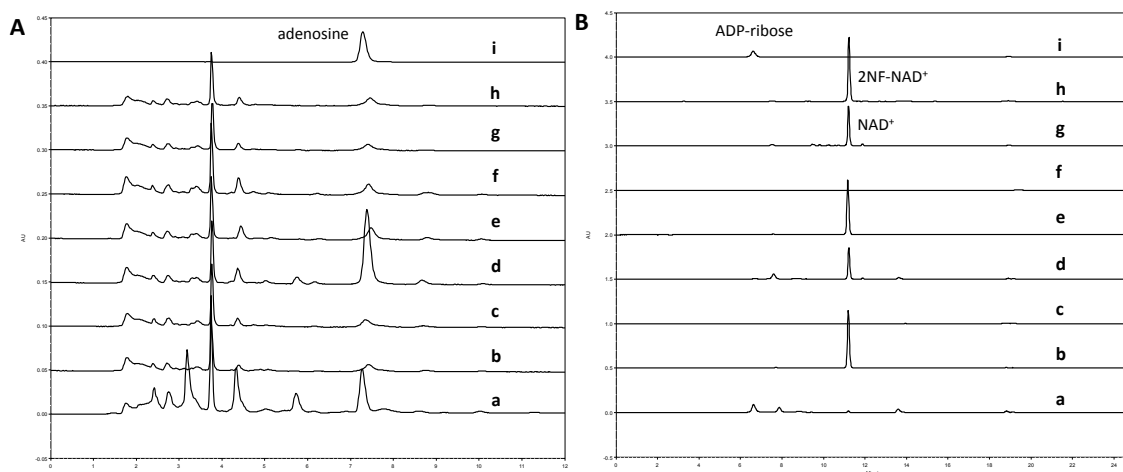 A
adenosine
i
h
g
f
e
d
c
b
a
0.45
0.40
0.35
0.30
0.25
0.20
0.15
0.10
0.05
0.00
-0.05
AU
0 1 2 3 4 5 6 7 8 9 10 11 12
B
ADP-ribose
i
2NF-NAD⁺
h
NAD⁺
g
f
e
d
c
b
a
4.5
4.0
3.5
3.0
2.5
2.0
1.5
1.0
0.5
0.0
-0.5
AU
0 2 4 6 8 10 12 14 16 18 20 22 24